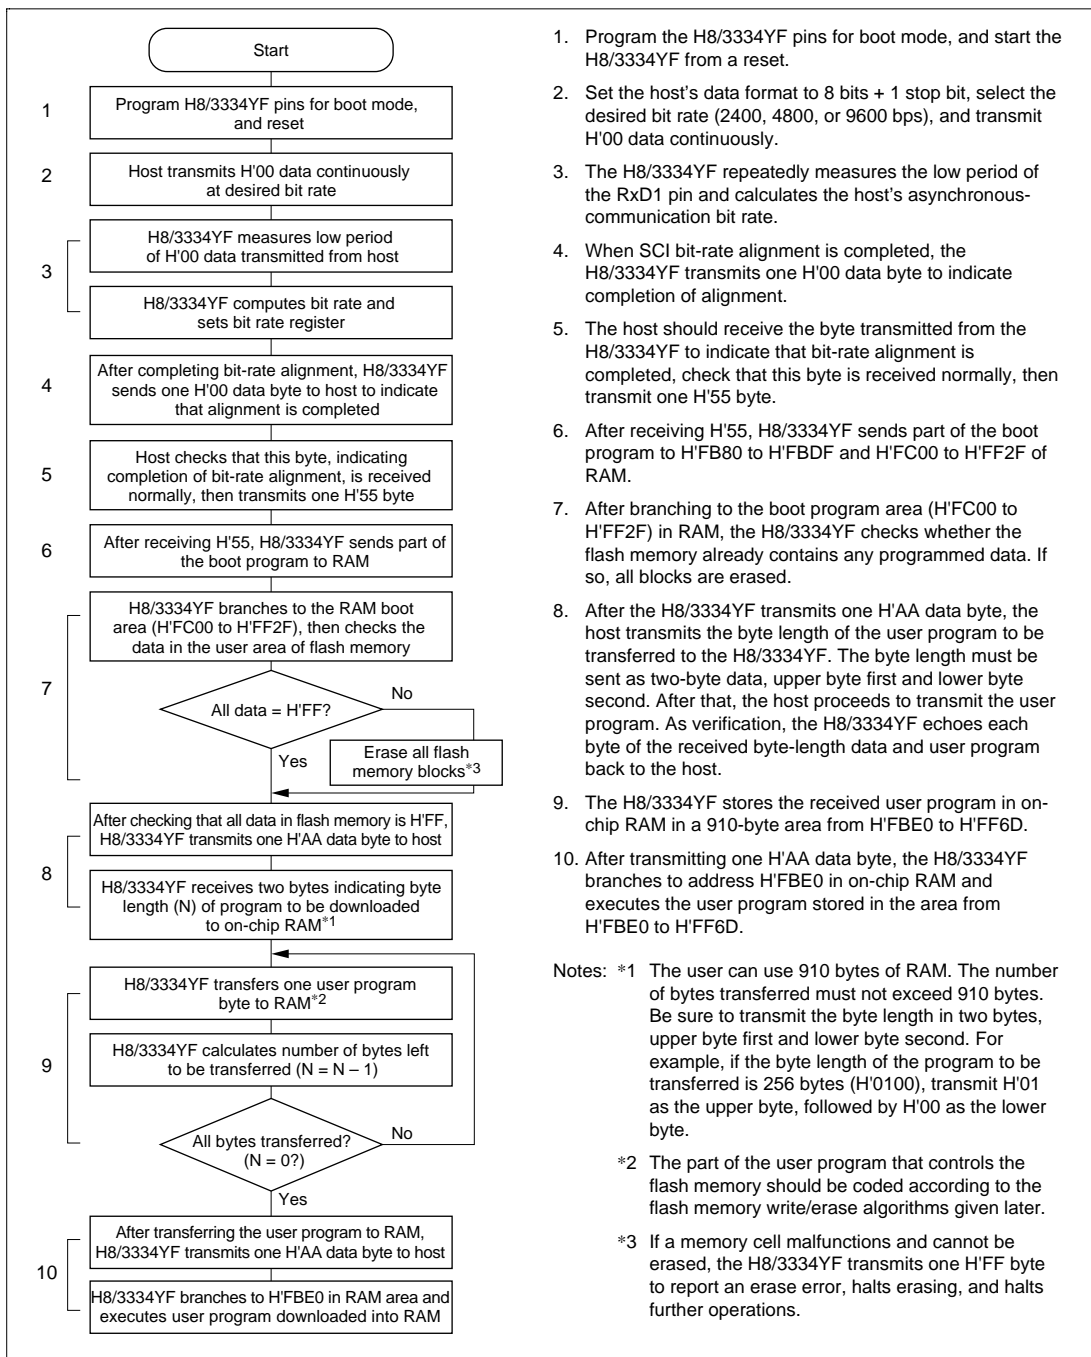 Start
1
Program H8/3334YF pins for boot mode,
and reset
2
Host transmits H'00 data continuously
at desired bit rate
3
H8/3334YF measures low period
of H'00 data transmitted from host
H8/3334YF computes bit rate and
sets bit rate register
4
After completing bit-rate alignment, H8/3334YF
sends one H'00 data byte to host to indicate
that alignment is completed
5
Host checks that this byte, indicating
completion of bit-rate alignment, is received
normally, then transmits one H'55 byte
6
After receiving H'55, H8/3334YF sends part of
the boot program to RAM
7
H8/3334YF branches to the RAM boot
area (H'FC00 to H'FF2F), then checks the
data in the user area of flash memory
All data = H'FF?
No
Yes
Erase all flash
memory blocks*3
8
After checking that all data in flash memory is H'FF,
H8/3334YF transmits one H'AA data byte to host
H8/3334YF receives two bytes indicating byte
length (N) of program to be downloaded
to on-chip RAM*1
9
H8/3334YF transfers one user program
byte to RAM*2
H8/3334YF calculates number of bytes left
to be transferred (N = N – 1)
All bytes transferred?
(N = 0?)
No
Yes
10
After transferring the user program to RAM,
H8/3334YF transmits one H'AA data byte to host
H8/3334YF branches to H'FBE0 in RAM area and
executes user program downloaded into RAM
1. Program the H8/3334YF pins for boot mode, and start the
H8/3334YF from a reset.
2. Set the host's data format to 8 bits + 1 stop bit, select the
desired bit rate (2400, 4800, or 9600 bps), and transmit
H'00 data continuously.
3. The H8/3334YF repeatedly measures the low period of
the RxD1 pin and calculates the host's asynchronous-
communication bit rate.
4. When SCI bit-rate alignment is completed, the
H8/3334YF transmits one H'00 data byte to indicate
completion of alignment.
5. The host should receive the byte transmitted from the
H8/3334YF to indicate that bit-rate alignment is
completed, check that this byte is received normally, then
transmit one H'55 byte.
6. After receiving H'55, H8/3334YF sends part of the boot
program to H'FB80 to H'FBDF and H'FC00 to H'FF2F of
RAM.
7. After branching to the boot program area (H'FC00 to
H'FF2F) in RAM, the H8/3334YF checks whether the
flash memory already contains any programmed data. If
so, all blocks are erased.
8. After the H8/3334YF transmits one H'AA data byte, the
host transmits the byte length of the user program to be
transferred to the H8/3334YF. The byte length must be
sent as two-byte data, upper byte first and lower byte
second. After that, the host proceeds to transmit the user
program. As verification, the H8/3334YF echoes each
byte of the received byte-length data and user program
back to the host.
9. The H8/3334YF stores the received user program in on-
chip RAM in a 910-byte area from H'FBE0 to H'FF6D.
10. After transmitting one H'AA data byte, the H8/3334YF
branches to address H'FBE0 in on-chip RAM and
executes the user program stored in the area from
H'FBE0 to H'FF6D.
Notes: *1 The user can use 910 bytes of RAM. The number
of bytes transferred must not exceed 910 bytes.
Be sure to transmit the byte length in two bytes,
upper byte first and lower byte second. For
example, if the byte length of the program to be
transferred is 256 bytes (H'0100), transmit H'01
as the upper byte, followed by H'00 as the lower
byte.
*2 The part of the user program that controls the
flash memory should be coded according to the
flash memory write/erase algorithms given later.
*3 If a memory cell malfunctions and cannot be
erased, the H8/3334YF transmits one H'FF byte
to report an erase error, halts erasing, and halts
further operations.